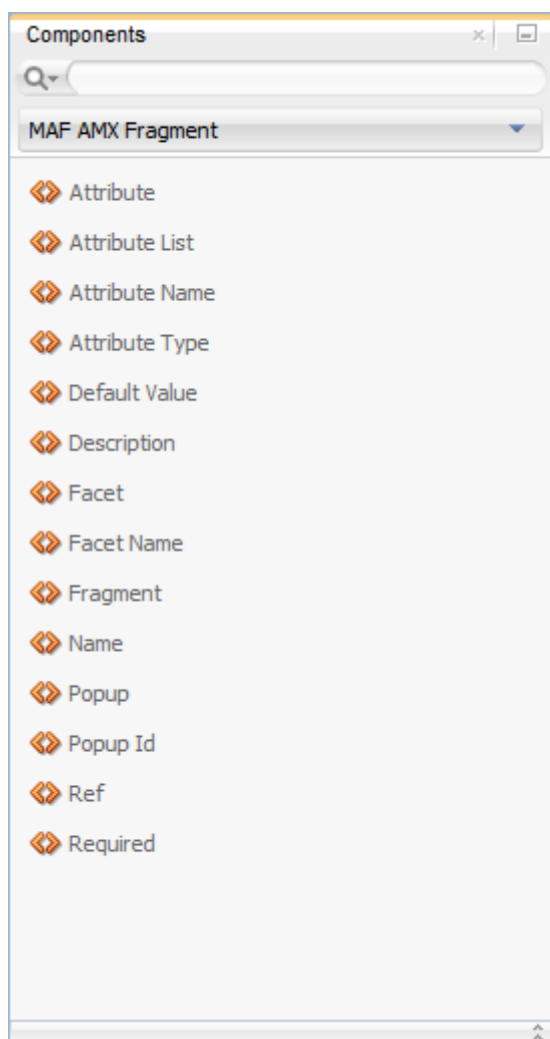 Components
MAF AMX Fragment
Attribute
Attribute List
Attribute Name
Attribute Type
Default Value
Description
Facet
Facet Name
Fragment
Name
Popup
Popup Id
Ref
Required